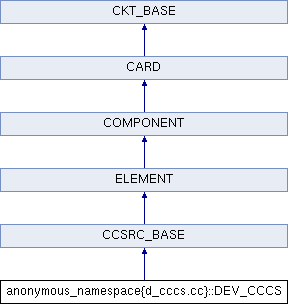 CKT_BASE
CARD
COMPONENT
ELEMENT
CCSRC_BASE
anonymous_namespace{d_cccs.cc}::DEV_CCCS